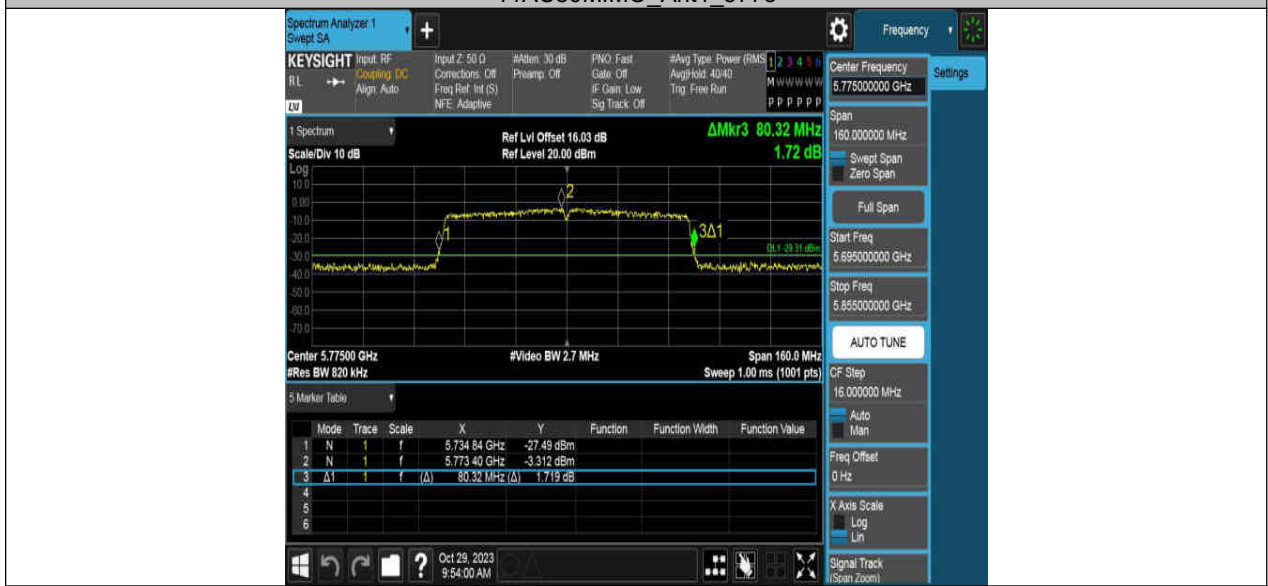 Spectrum Analyzer 1
Swept SA
+
Frequency
KEYSIGHT
RL
LXI
Input: RF
Coupling: DC
Align: Auto
Input Z: 50 Ω
Corrections: Off
Freq Ref: Int (S)
NFE: Adaptive
#Atten: 30 dB
Preamp: Off
PNO: Fast
Gate: Off
IF Gain: Low
Sig Track: Off
#Avg Type: Power (RMS
Avg|Hold: 40/40
Trig: Free Run
1 2 3 4 5 6
M W W W W W
P P P P P P
Center Frequency
5.775000000 GHz
Settings
1 Spectrum
Scale/Div 10 dB
Ref Lvl Offset 16.03 dB
Ref Level 20.00 dBm
ΔMkr3 80.32 MHz
1.72 dB
Log
10.0
0.00
-10.0
-20.0
-30.0
-40.0
-50.0
-60.0
-70.0
2
1
3Δ1
DL1 -29.31 dBm
Center 5.77500 GHz
#Res BW 820 kHz
#Video BW 2.7 MHz
Span 160.0 MHz
Sweep 1.00 ms (1001 pts)
Span
160.000000 MHz
Swept Span
Zero Span
Full Span
Start Freq
5.695000000 GHz
Stop Freq
5.855000000 GHz
AUTO TUNE
CF Step
16.000000 MHz
Auto
Man
Freq Offset
0 Hz
X Axis Scale
Log
Lin
Signal Track
(Span Zoom)
5 Marker Table
Mode Trace Scale X Y Function Function Width Function Value
1 N 1 f 5.734 84 GHz -27.49 dBm
2 N 1 f 5.773 40 GHz -3.312 dBm
3 Δ1 1 f (Δ) 80.32 MHz (Δ) 1.719 dB
4
5
6
?
Oct 29, 2023
9:54:00 AM